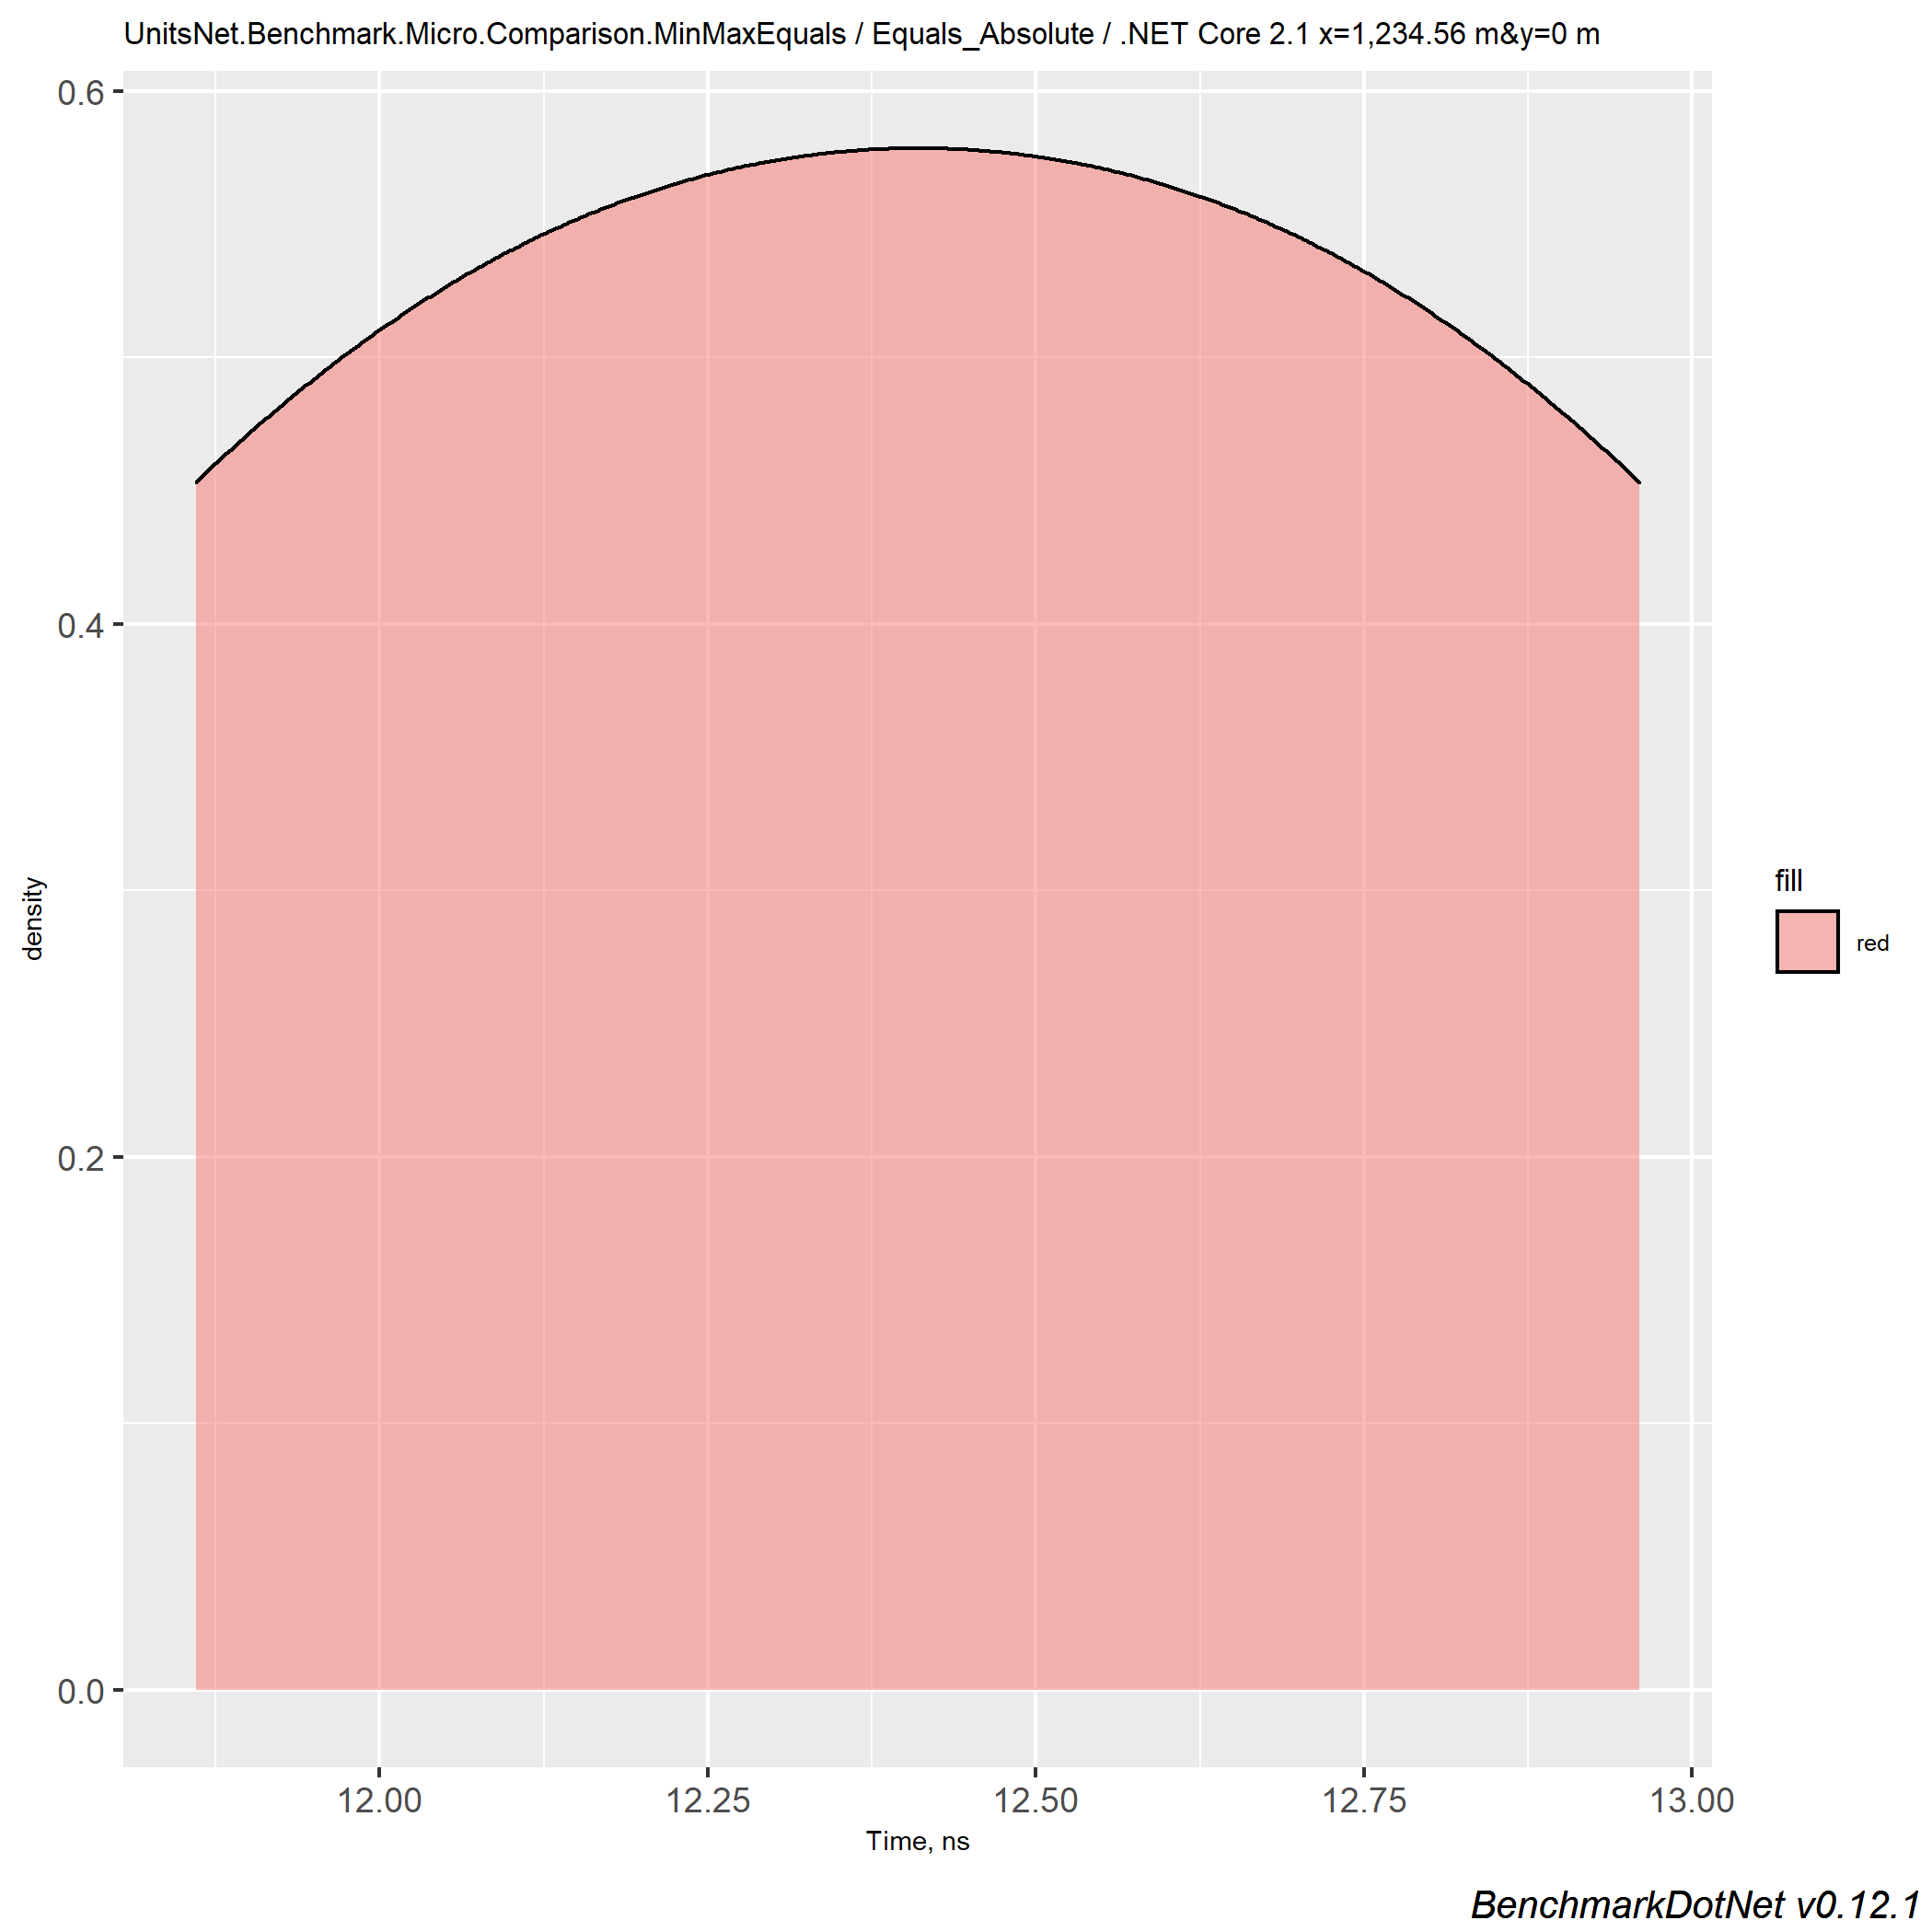 UnitsNet.Benchmark.Micro.Comparison.MinMaxEquals / Equals_Absolute / .NET Core 2.1 x=1,234.56 m&y=0 m
0.6
0.4
0.2
0.0
density
12.00 12.25 12.50 12.75 13.00
Time, ns
fill
red
BenchmarkDotNet v0.12.1